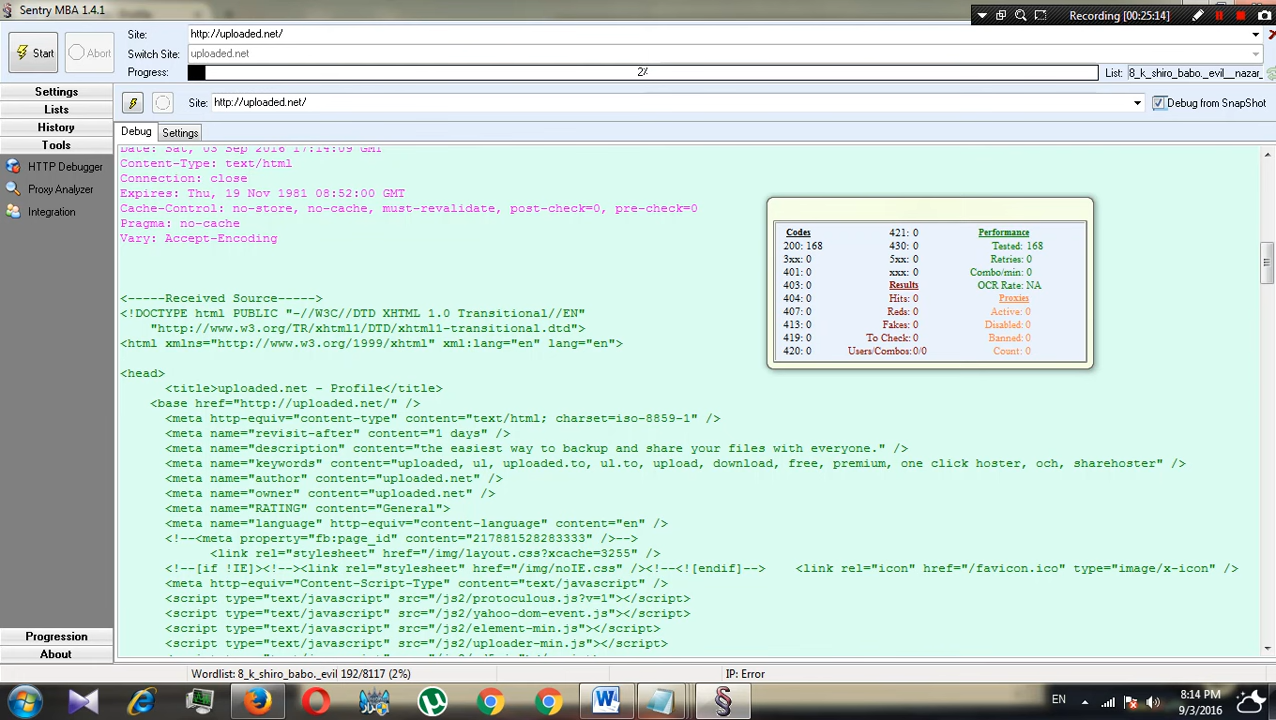 Sentry MBA 1.4.1
Recording (00:25:14)
Start
Abort
Site:
http://uploaded.net/
Switch Site:
uploaded.net
Progress:
2%
List:
8_k_shiro_babo._evil__nazar_
Settings
Lists
History
Tools
HTTP Debugger
Proxy Analyzer
Integration
Progression
About
Site:
http://uploaded.net/
Debug from SnapShot
Debug
Settings
Date: Sat, 03 Sep 2016 17:14:09 GMT
Content-Type: text/html
Connection: close
Expires: Thu, 19 Nov 1981 08:52:00 GMT
Cache-Control: no-store, no-cache, must-revalidate, post-check=0, pre-check=0
Pragma: no-cache
Vary: Accept-Encoding
<-----Received Source----->
<!DOCTYPE html PUBLIC "-//W3C//DTD XHTML 1.0 Transitional//EN"
"http://www.w3.org/TR/xhtml1/DTD/xhtml1-transitional.dtd">
<html xmlns="http://www.w3.org/1999/xhtml" xml:lang="en" lang="en">
<head>
<title>uploaded.net - Profile</title>
<base href="http://uploaded.net/" />
<meta http-equiv="content-type" content="text/html; charset=iso-8859-1" />
<meta name="revisit-after" content="1 days" />
<meta name="description" content="the easiest way to backup and share your files with everyone." />
<meta name="keywords" content="uploaded, ul, uploaded.to, ul.to, upload, download, free, premium, one click hoster, och, sharehoster" />
<meta name="author" content="uploaded.net" />
<meta name="owner" content="uploaded.net" />
<meta name="RATING" content="General">
<meta name="language" http-equiv="content-language" content="en" />
<!--<meta property="fb:page_id" content="217881528283333" />-->
<link rel="stylesheet" href="/img/layout.css?xcache=3255" />
<!--[if !IE]><!--><link rel="stylesheet" href="/img/noIE.css" /><!--<![endif]--> <link rel="icon" href="/favicon.ico" type="image/x-icon" />
<meta http-equiv="Content-Script-Type" content="text/javascript" />
<script type="text/javascript" src="/js2/protoculous.js?v=1"></script>
<script type="text/javascript" src="/js2/yahoo-dom-event.js"></script>
<script type="text/javascript" src="/js2/element-min.js"></script>
<script type="text/javascript" src="/js2/uploader-min.js"></script>
Codes
200: 168
3xx: 0
401: 0
403: 0
404: 0
407: 0
413: 0
419: 0
420: 0
421: 0
430: 0
5xx: 0
xxx: 0
Results
Hits: 0
Reds: 0
Fakes: 0
To Check: 0
Users/Combos: 0/0
Performance
Tested: 168
Retries: 0
Combo/min: 0
OCR Rate: NA
Proxies
Active: 0
Disabled: 0
Banned: 0
Count: 0
Wordlist: 8_k_shiro_babo._evil 192/8117 (2%)
IP: Error
EN
8:14 PM
9/3/2016